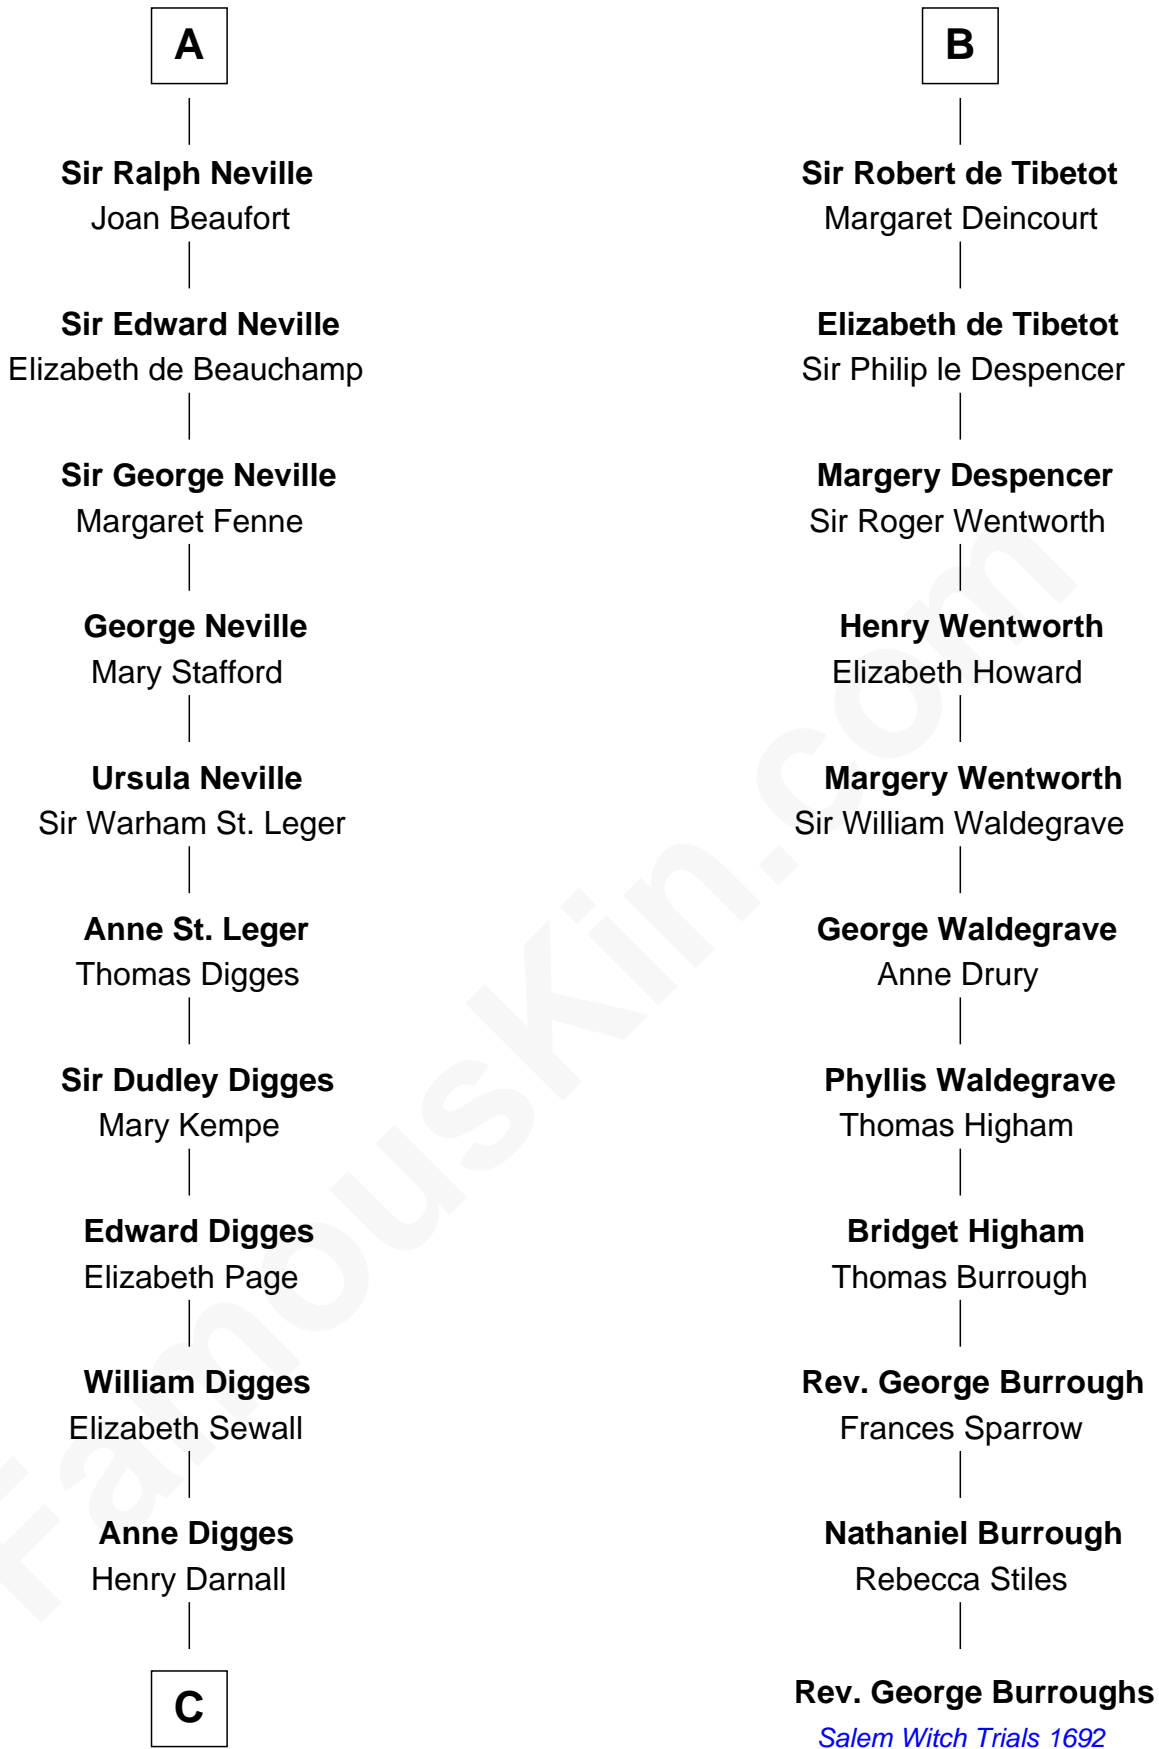 A
Sir Ralph Neville
Joan Beaufort
Sir Edward Neville
Elizabeth de Beauchamp
Sir George Neville
Margaret Fenne
George Neville
Mary Stafford
Ursula Neville
Sir Warham St. Leger
Anne St. Leger
Thomas Digges
Sir Dudley Digges
Mary Kempe
Edward Digges
Elizabeth Page
William Digges
Elizabeth Sewall
Anne Digges
Henry Darnall
C
B
Sir Robert de Tibetot
Margaret Deincourt
Elizabeth de Tibetot
Sir Philip le Despencer
Margery Despencer
Sir Roger Wentworth
Henry Wentworth
Elizabeth Howard
Margery Wentworth
Sir William Waldegrave
George Waldegrave
Anne Drury
Phyllis Waldegrave
Thomas Higham
Bridget Higham
Thomas Burrough
Rev. George Burrough
Frances Sparrow
Nathaniel Burrough
Rebecca Stiles
Rev. George Burroughs
Salem Witch Trials 1692
FamousKin.com